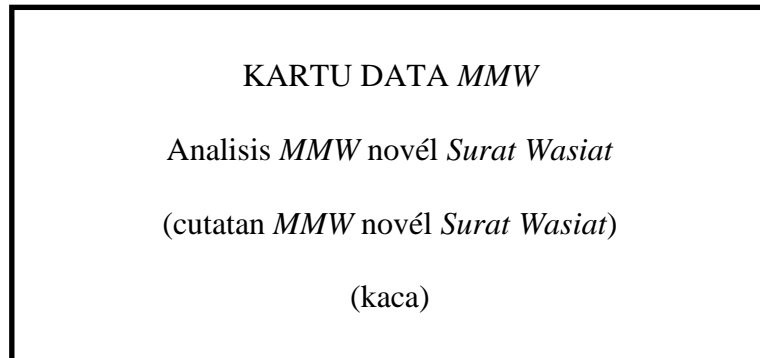 KARTU DATA MMW
Analisis MMW novél Surat Wasiat
(cutatan MMW novél Surat Wasiat)
(kaca)